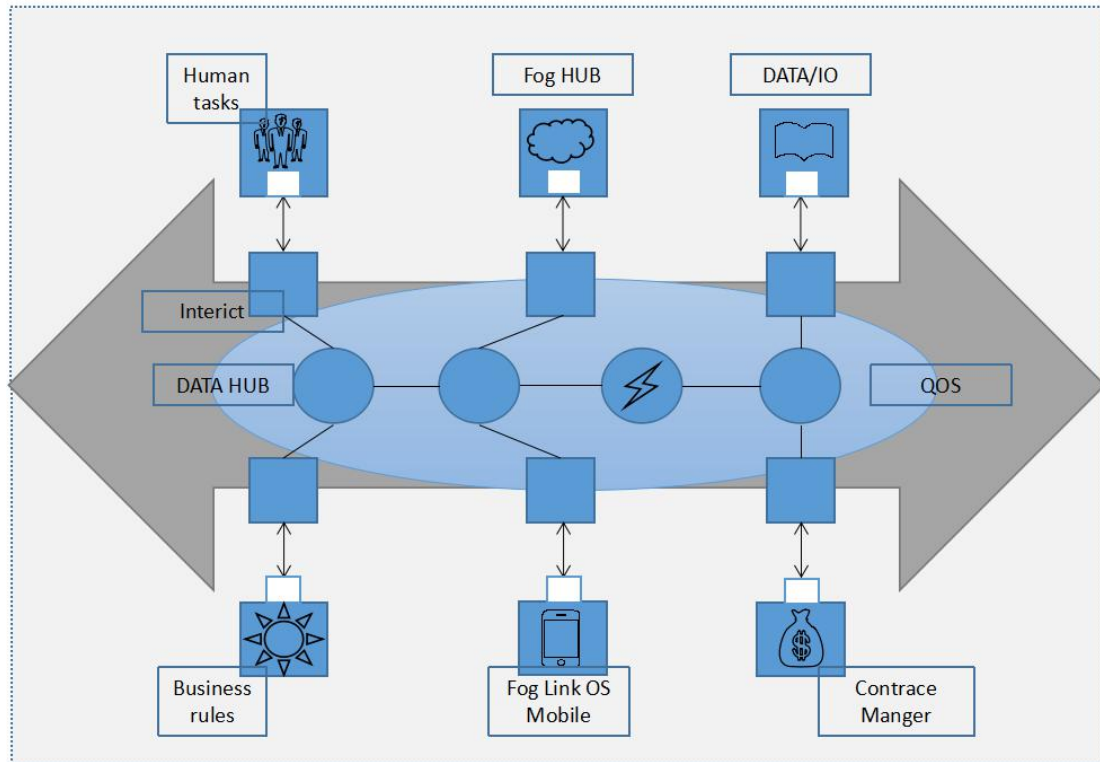 Human
tasks
Fog HUB
DATA/IO
Interict
DATA HUB
QOS
Business
rules
Fog Link OS
Mobile
Contrace
Manger
$